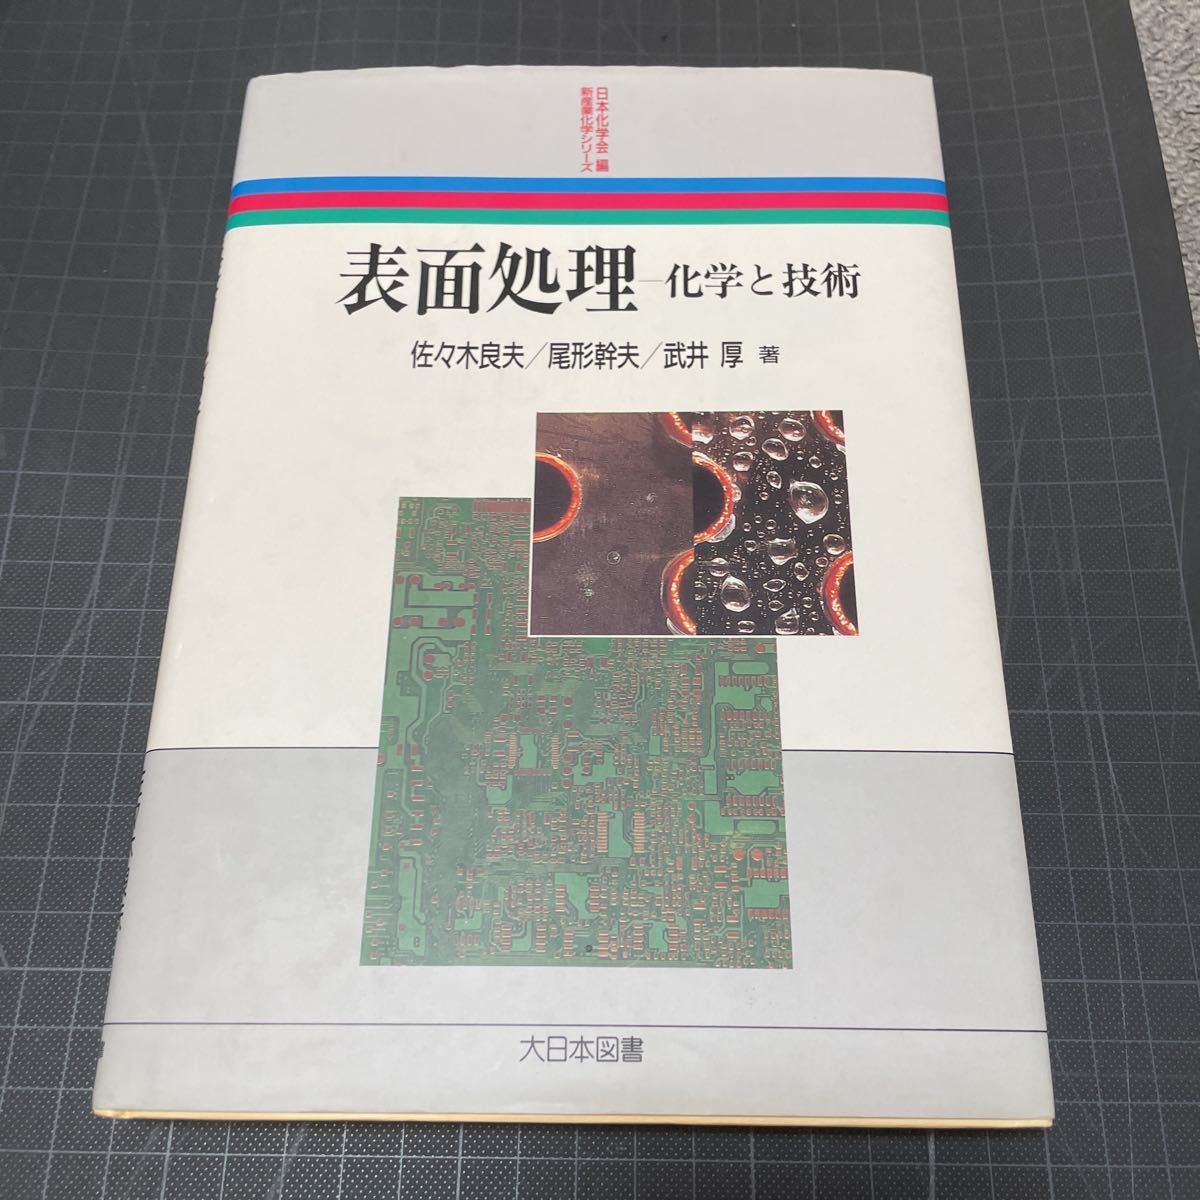 日本化学会 編
新産業化学シリーズ
表面処理―化学と技術
佐々木良夫/尾形幹夫/武井 厚 著
大日本図書